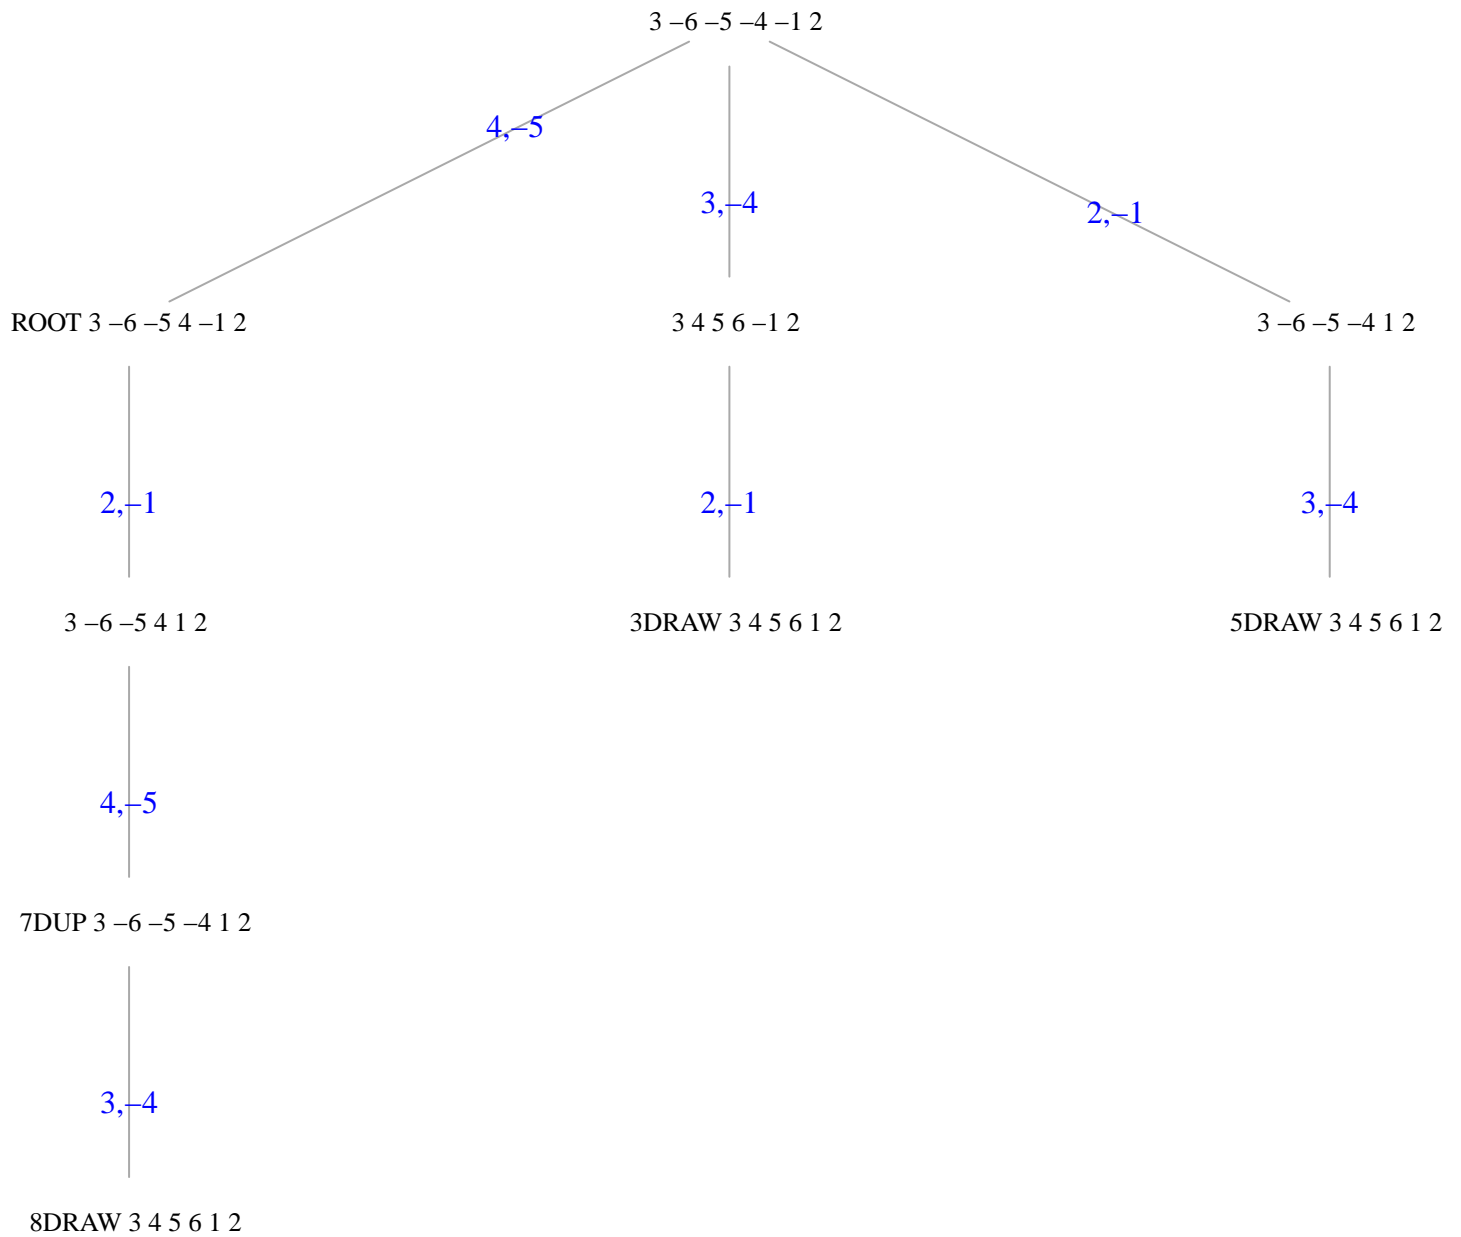 3 –6 –5 –4 –1 2
4,–5
3,–4
2,–1
ROOT 3 –6 –5 4 –1 2
3 4 5 6 –1 2
3 –6 –5 –4 1 2
2,–1
2,–1
3,–4
3 –6 –5 4 1 2
3DRAW 3 4 5 6 1 2
5DRAW 3 4 5 6 1 2
4,–5
7DUP 3 –6 –5 –4 1 2
3,–4
8DRAW 3 4 5 6 1 2